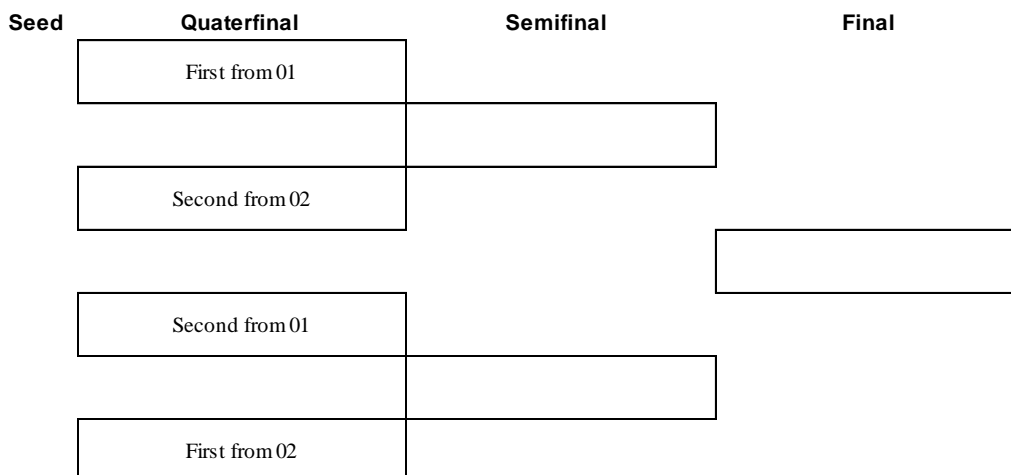 Seed Quaterfinal Semifinal Final
First from 01
Second from 02
Second from 01
First from 02